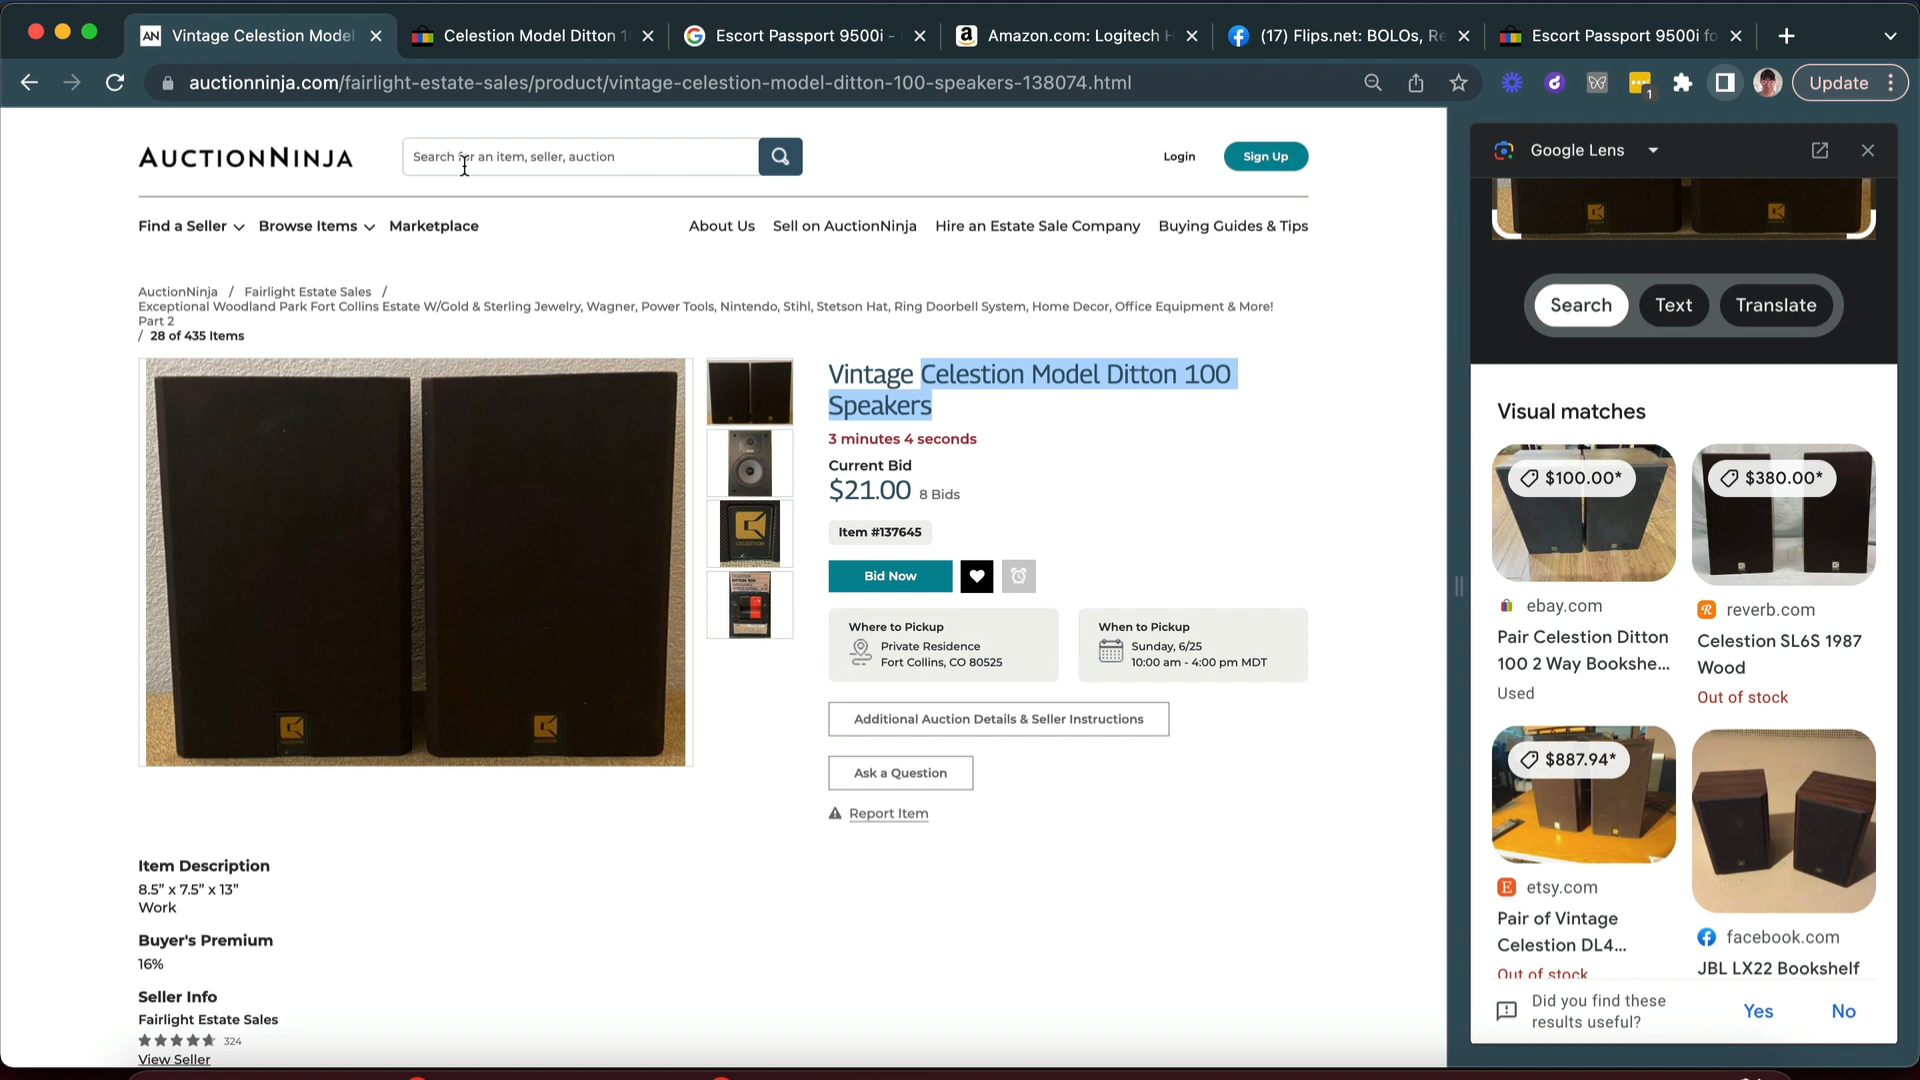 AN Vintage Celestion Model
Celestion Model Ditton 1
Escort Passport 9500i -
Amazon.com: Logitech H
(17) Flips.net: BOLOs, Re
Escort Passport 9500i fo
auctionninja.com/fairlight-estate-sales/product/vintage-celestion-model-ditton-100-speakers-138074.html
1
Update
AUCTIONNINJA
Search for an item, seller, auction
Login
Sign Up
Find a Seller
Browse Items
Marketplace
About Us
Sell on AuctionNinja
Hire an Estate Sale Company
Buying Guides & Tips
AuctionNinja / Fairlight Estate Sales /
Exceptional Woodland Park Fort Collins Estate W/Gold & Sterling Jewelry, Wagner, Power Tools, Nintendo, Stihl, Stetson Hat, Ring Doorbell System, Home Decor, Office Equipment & More!
Part 2
/ 28 of 435 Items
Vintage Celestion Model Ditton 100
Speakers
3 minutes 4 seconds
Current Bid
$21.00 8 Bids
Item #137645
Bid Now
Where to Pickup
Private Residence
Fort Collins, CO 80525
When to Pickup
Sunday, 6/25
10:00 am - 4:00 pm MDT
Additional Auction Details & Seller Instructions
Ask a Question
Report Item
Item Description
8.5” x 7.5” x 13”
Work
Buyer's Premium
16%
Seller Info
Fairlight Estate Sales
324
View Seller
Google Lens
Search
Text
Translate
Visual matches
$100.00*
ebay.com
Pair Celestion Ditton
100 2 Way Bookshe...
Used
$380.00*
reverb.com
Celestion SL6S 1987
Wood
Out of stock
$887.94*
etsy.com
Pair of Vintage
Celestion DL4...
Out of stock
facebook.com
JBL LX22 Bookshelf
Did you find these
results useful?
Yes
No